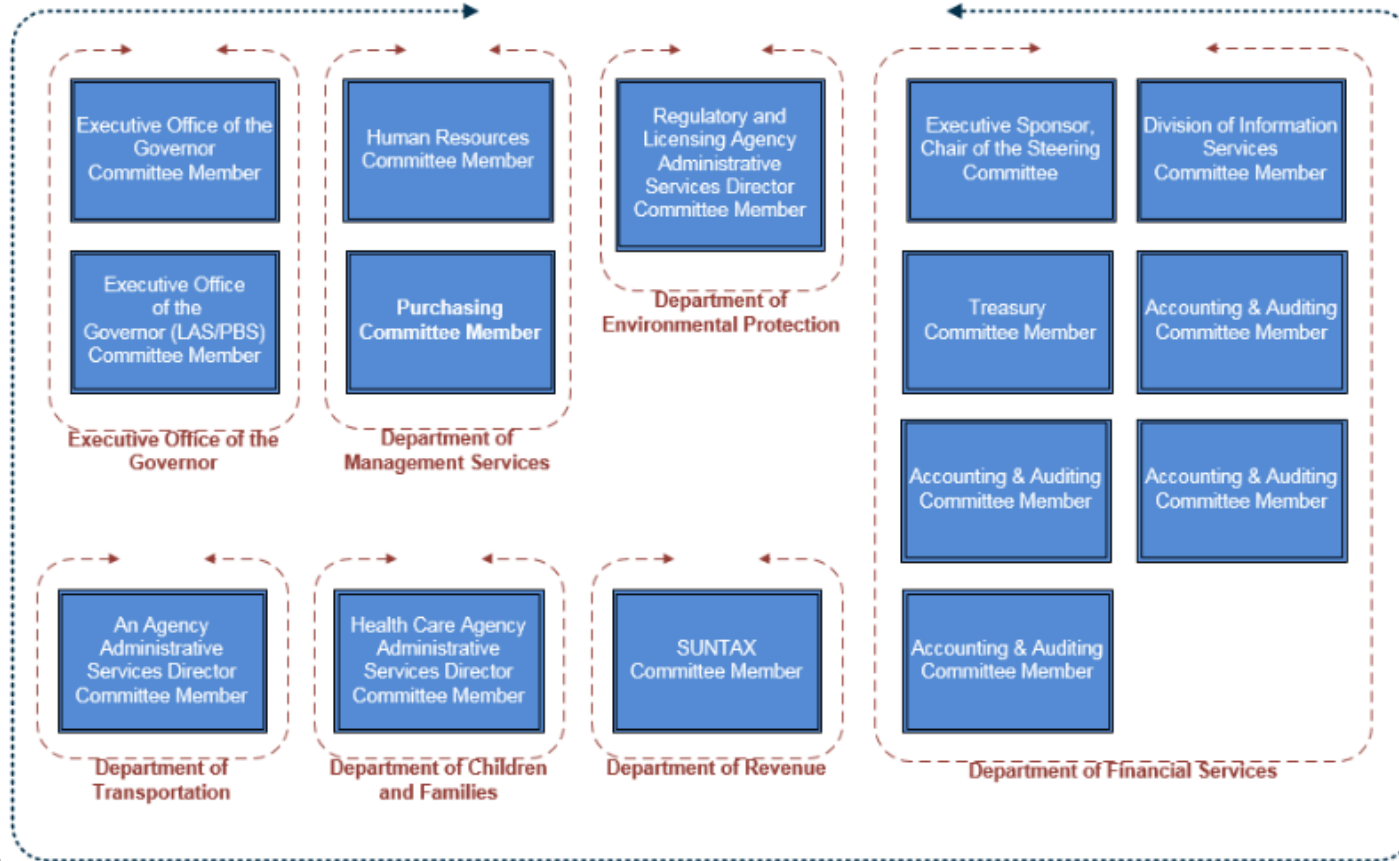 Executive Office of the
Governor
Committee Member
Executive Office
of the
Governor (LAS/PBS)
Committee Member
Executive Office of the
Governor
Human Resources
Committee Member
Purchasing
Committee Member
Department of
Management Services
Regulatory and
Licensing Agency
Administrative
Services Director
Committee Member
Department of
Environmental Protection
Executive Sponsor,
Chair of the Steering
Committee
Division of Information
Services
Committee Member
Treasury
Committee Member
Accounting & Auditing
Committee Member
Accounting & Auditing
Committee Member
Accounting & Auditing
Committee Member
Accounting & Auditing
Committee Member
Department of Financial Services
An Agency
Administrative
Services Director
Committee Member
Department of
Transportation
Health Care Agency
Administrative
Services Director
Committee Member
Department of Children
and Families
SUNTAX
Committee Member
Department of Revenue